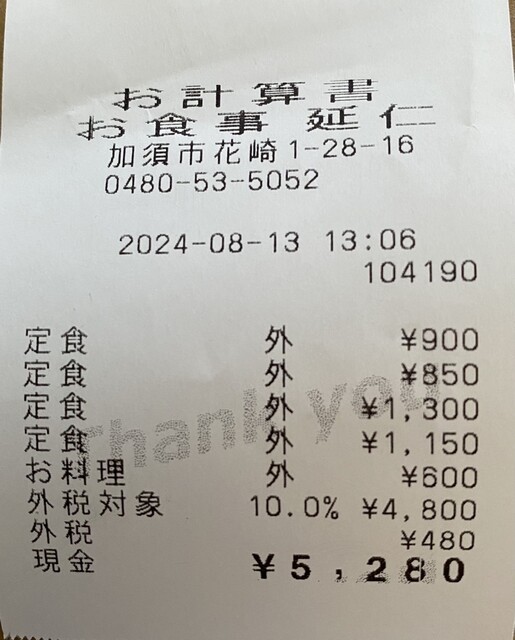 お計算書
お食事 延仁
加須市花崎1-28-16
0480-53-5052
2024-08-13 13:06
104190
定食 外 ¥900
定食 外 ¥850
定食 外 ¥1,300
定食 外 ¥1,150
お料理 外 ¥600
外税対象 10.0% ¥4,800
外税 ¥480
現金 ¥5,280
Thank you